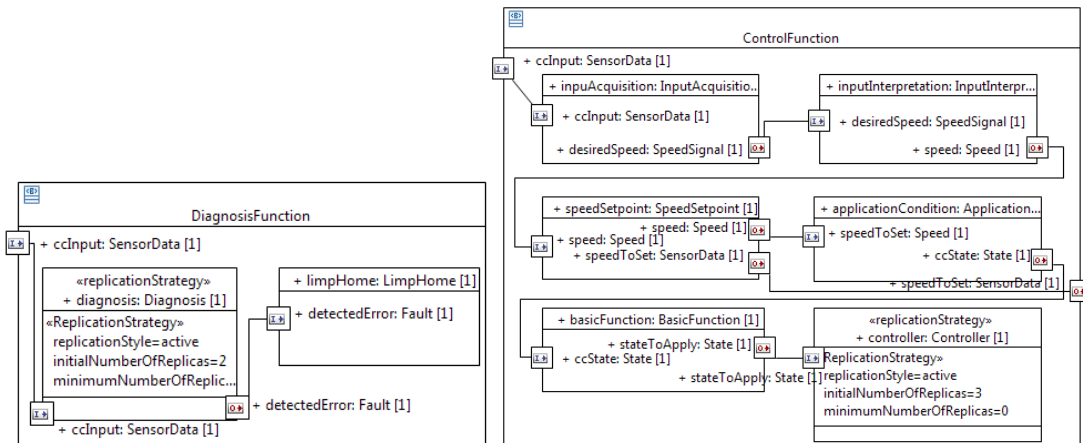 DiagnosisFunction
+ ccInput: SensorData [1]
«replicationStrategy»
+ diagnosis: Diagnosis [1]
«ReplicationStrategy»
replicationStyle=active
initialNumberOfReplicas=2
minimumNumberOfReplic...
+ ccInput: SensorData [1]
+ limpHome: LimpHome [1]
+ detectedError: Fault [1]
+ detectedError: Fault [1]
ControlFunction
+ ccInput: SensorData [1]
+ inpuAcquisition: InputAcquisitio...
+ ccInput: SensorData [1]
+ desiredSpeed: SpeedSignal [1]
+ inputInterpretation: InputInterpr...
+ desiredSpeed: SpeedSignal [1]
+ speed: Speed [1]
+ speedSetpoint: SpeedSetpoint [1]
+ speed: Speed [1]
+ speed: Speed [1]
+ speedToSet: SensorData [1]
+ applicationCondition: Application...
+ speedToSet: Speed [1]
+ ccState: State [1]
+ speedToSet: SensorData [1]
+ basicFunction: BasicFunction [1]
+ stateToApply: State [1]
+ ccState: State [1]
+ stateToApply: State [1]
«replicationStrategy»
+ controller: Controller [1]
ReplicationStrategy»
replicationStyle=active
initialNumberOfReplicas=3
minimumNumberOfReplicas=0